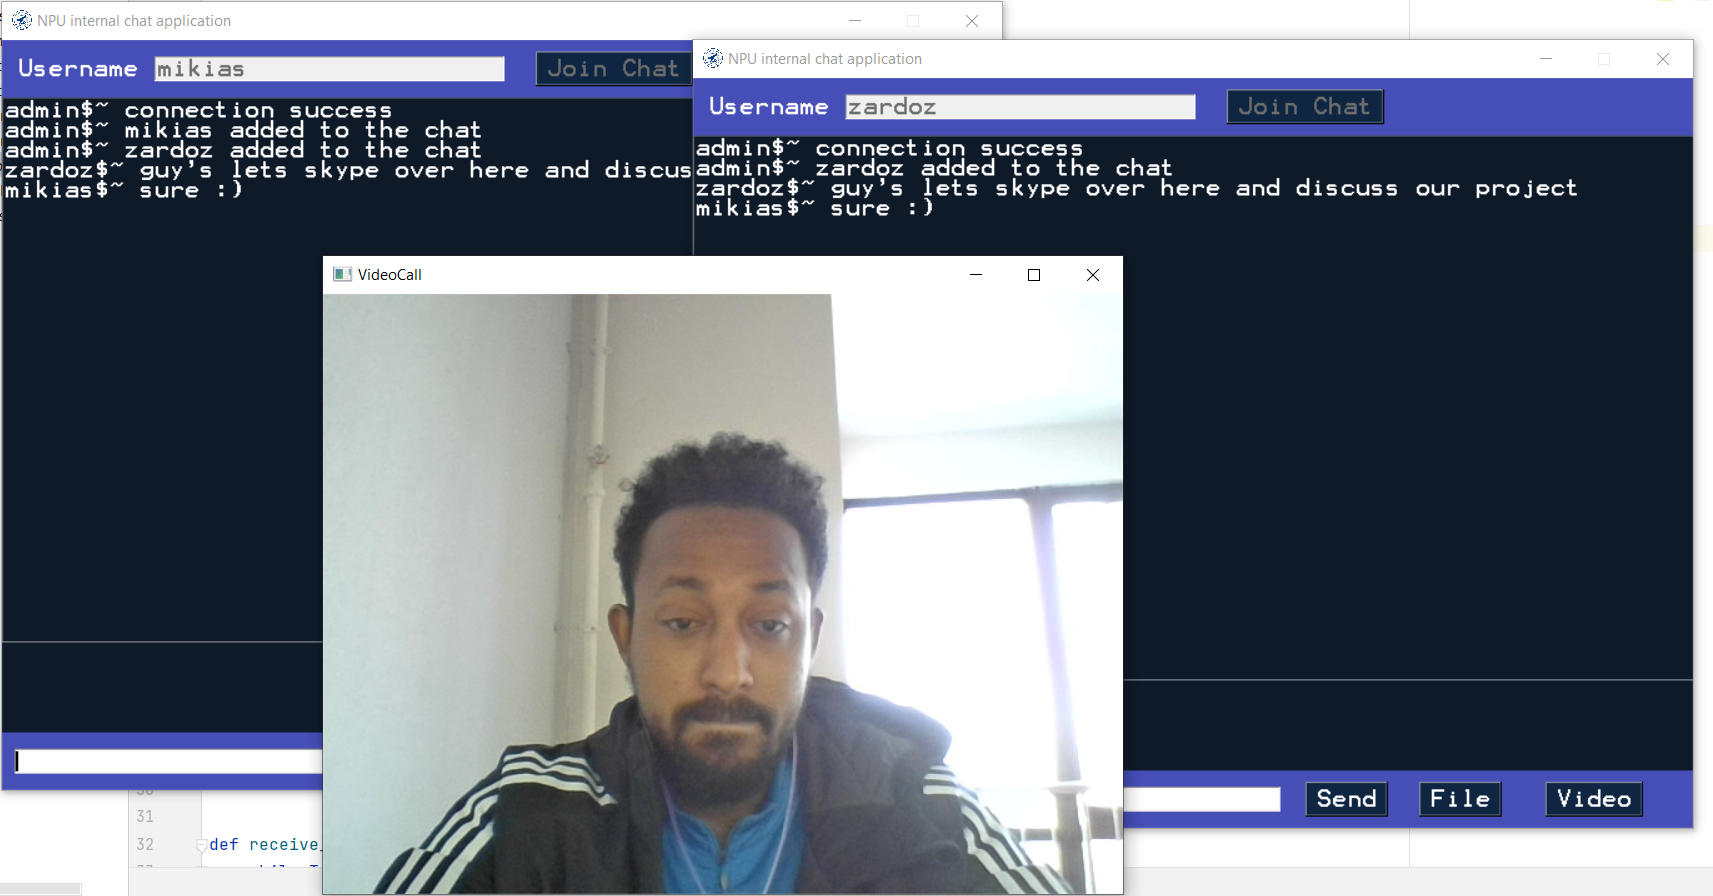 NPU internal chat application
Username mikias Join Chat
admin$~ connection success
admin$~ mikias added to the chat
admin$~ zardoz added to the chat
zardoz$~ guy's lets skype over here and discus
mikias$~ sure :)
NPU internal chat application
Username zardoz Join Chat
admin$~ connection success
admin$~ zardoz added to the chat
zardoz$~ guy's lets skype over here and discuss our project
mikias$~ sure :)
VideoCall
Send File Video
31
32 def receive_